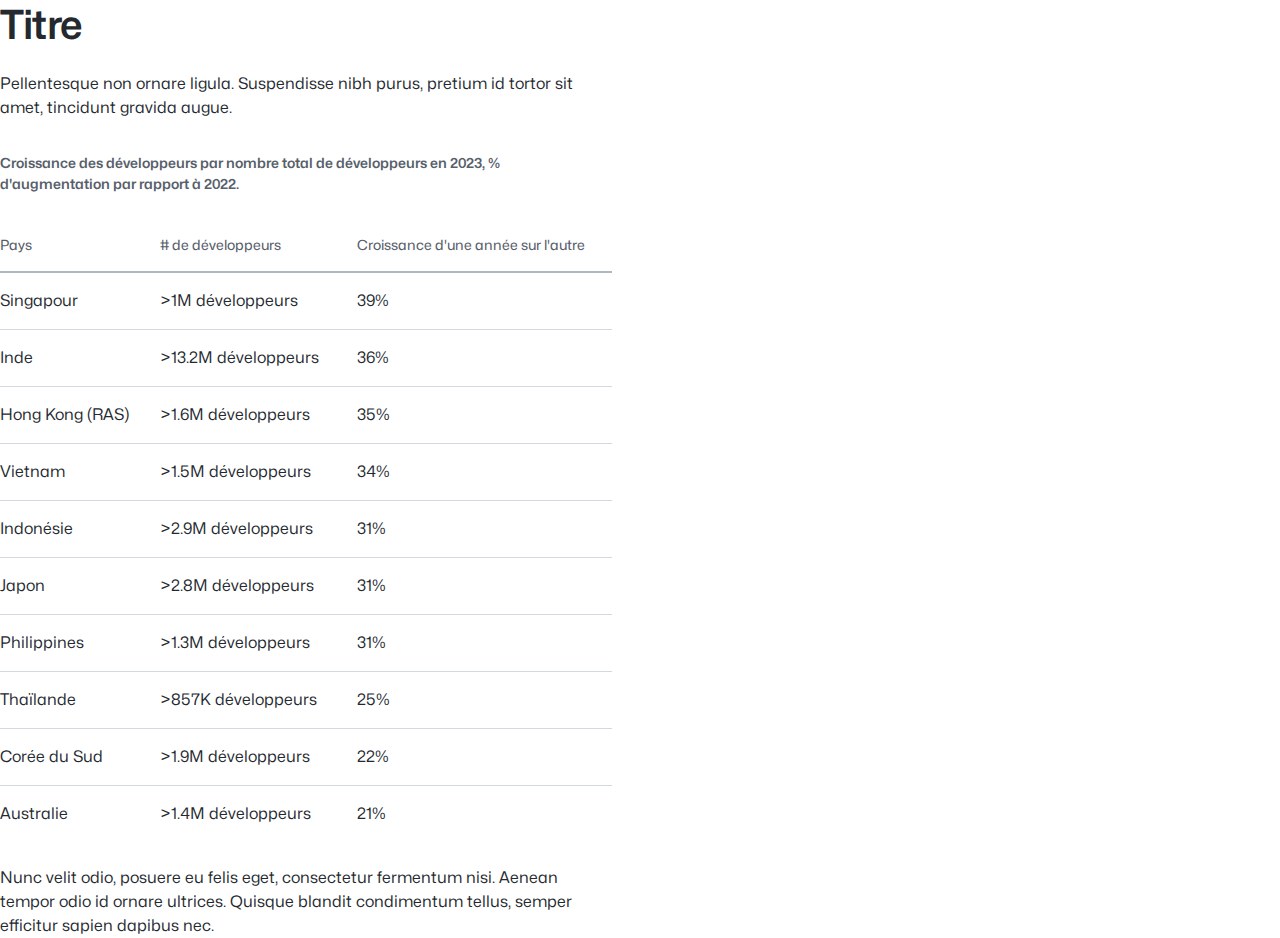 Titre
Pellentesque non ornare ligula. Suspendisse nibh purus, pretium id tortor sit
amet, tincidunt gravida augue.
Croissance des développeurs par nombre total de développeurs en 2023, %
d'augmentation par rapport à 2022.
Pays # de développeurs Croissance d'une année sur l'autre
Singapour >1M développeurs 39%
Inde >13.2M développeurs 36%
Hong Kong (RAS) >1.6M développeurs 35%
Vietnam >1.5M développeurs 34%
Indonésie >2.9M développeurs 31%
Japon >2.8M développeurs 31%
Philippines >1.3M développeurs 31%
Thaïlande >857K développeurs 25%
Corée du Sud >1.9M développeurs 22%
Australie >1.4M développeurs 21%
Nunc velit odio, posuere eu felis eget, consectetur fermentum nisi. Aenean
tempor odio id ornare ultrices. Quisque blandit condimentum tellus, semper
efficitur sapien dapibus nec.